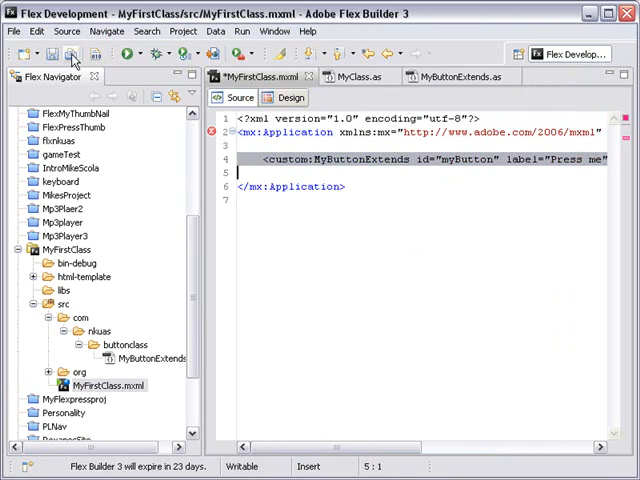 Flex Development - MyFirstClass/src/MyFirstClass.mxml - Adobe Flex Builder 3
File Edit Source Navigate Search Project Data Run Window Help
Flex Develop...
Flex Navigator
*MyFirstClass.mxml
MyClass.as
MyButtonExtends.as
Source
Design
FlexMyThumbNail
FlexPressThumb
flxnkuas
gameTest
IntroMikeScola
keyboard
MikesProject
Mp3Plaer2
Mp3player
Mp3Player3
MyFirstClass
bin-debug
html-template
libs
src
com
nkuas
buttonclass
MyButtonExtends
org
MyFirstClass.mxml
MyFlexpressproj
Personality
PLNav
1 <?xml version="1.0" encoding="utf-8"?>
2 <mx:Application xmlns:mx="http://www.adobe.com/2006/mxml"
3
4 <custom:MyButtonExtends id="myButton" label="Press me"
5
6 </mx:Application>
7
Flex Builder 3 will expire in 23 days.
Writable
Insert
5 : 1